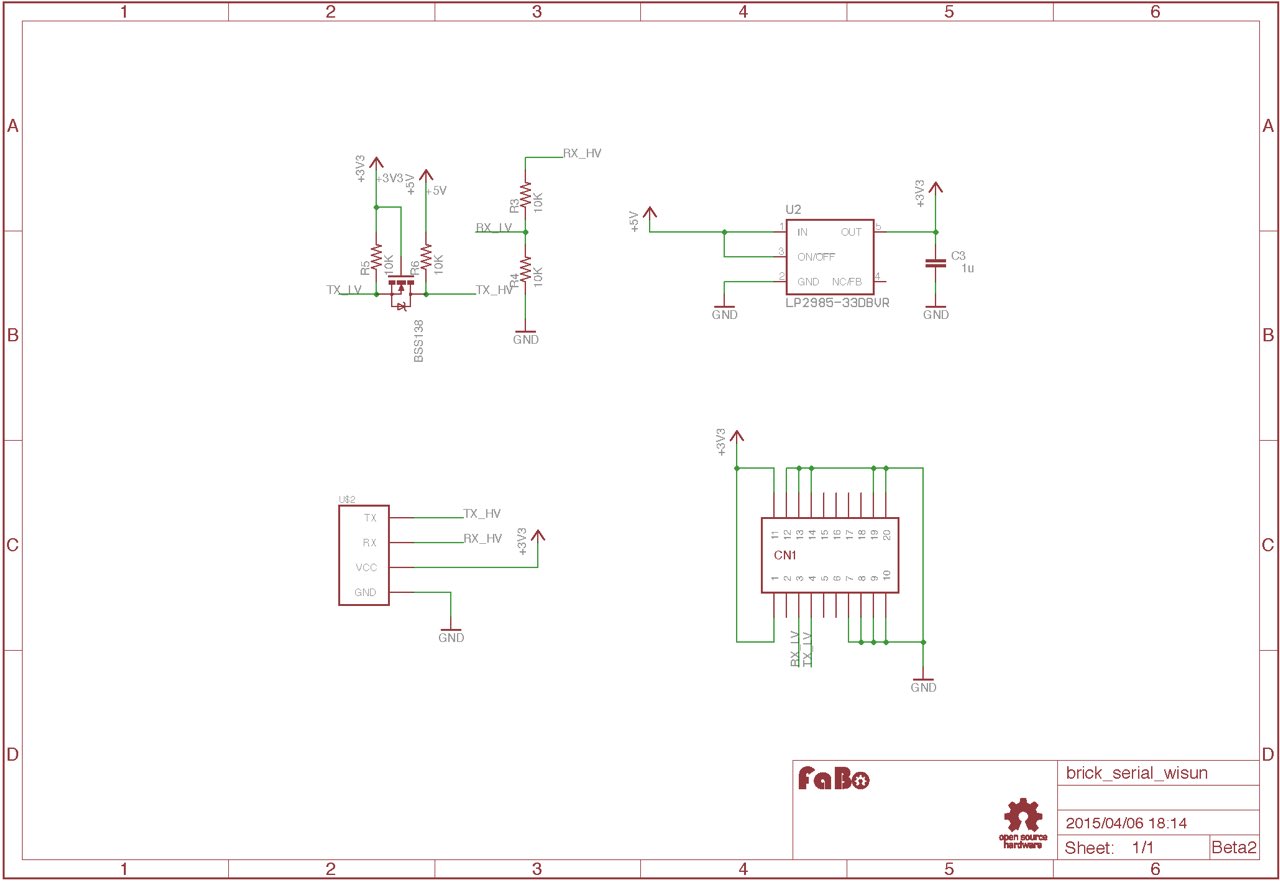 1 2 3 4 5 6
A A
RX_HV
+3V3
+3V3
+5V
+5V
R3
10K
RX_LV
R5
10K
R6
10K
R4
10K
TX_LV
TX_HV
BSS138
GND
+5V
U2
1 IN OUT 5
3 ON/OFF
2 GND NC/FB 4
LP2985-33DBVR
GND
+3V3
C3
1u
GND
B B
U$2
TX TX_HV
RX RX_HV
VCC
GND
+3V3
GND
C C
+3V3
11 12 13 14 15 16 17 18 19 20
CN1
1 2 3 4 5 6 7 8 9 10
RX_LV
TX_LV
GND
D D
FaBo
open source
hardware
brick_serial_wisun
2015/04/06 18:14
Sheet: 1/1
Beta2
1 2 3 4 5 6